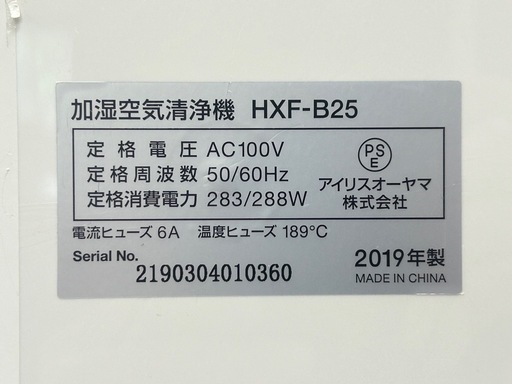 加湿空気清浄機 HXF-B25
定格電圧 AC100V
定格周波数 50/60Hz
定格消費電力 283/288W
PS
E
アイリスオーヤマ
株式会社
電流ヒューズ 6A 温度ヒューズ 189℃
Serial No.
2190304010360
2019年製
MADE IN CHINA